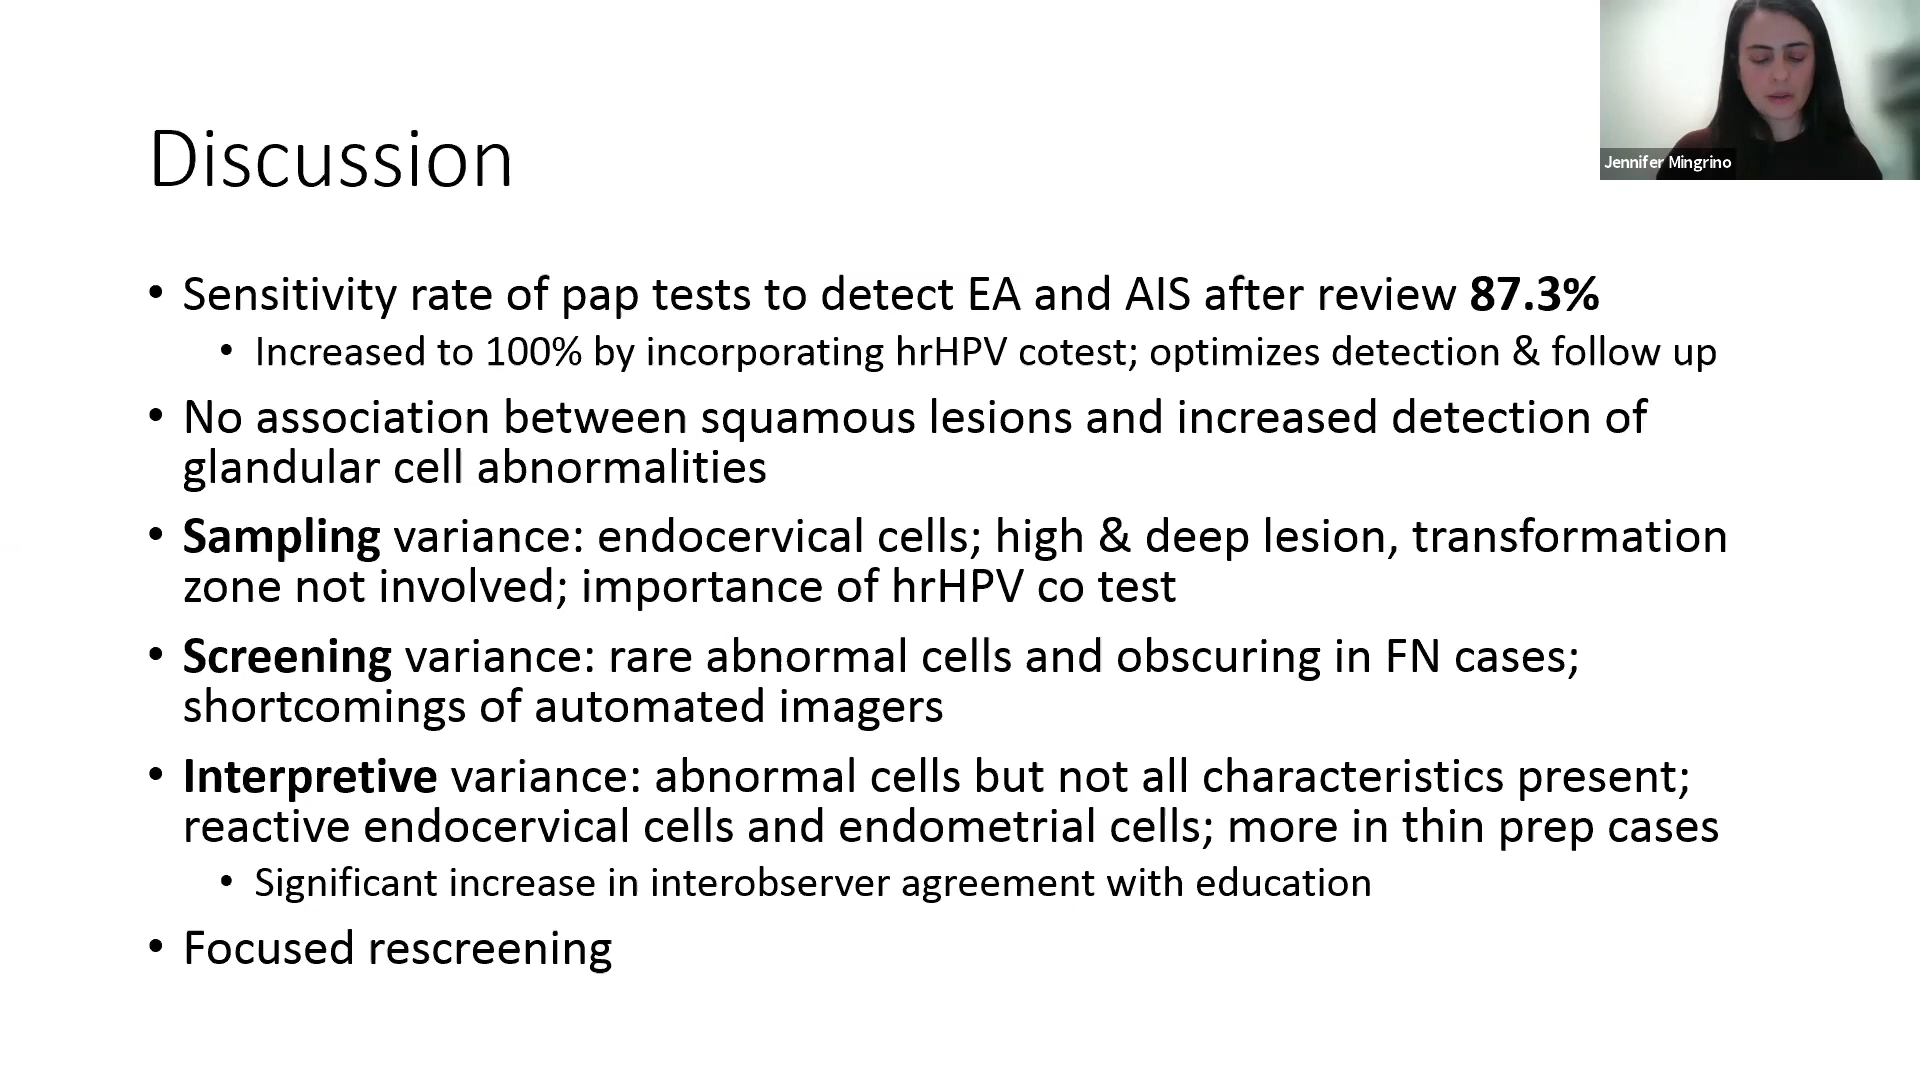 Jennifer Mingrino
Discussion
• Sensitivity rate of pap tests to detect EA and AIS after review 87.3%
• Increased to 100% by incorporating hrHPV cotest; optimizes detection & follow up
• No association between squamous lesions and increased detection of
glandular cell abnormalities
• Sampling variance: endocervical cells; high & deep lesion, transformation
zone not involved; importance of hrHPV co test
• Screening variance: rare abnormal cells and obscuring in FN cases;
shortcomings of automated imagers
• Interpretive variance: abnormal cells but not all characteristics present;
reactive endocervical cells and endometrial cells; more in thin prep cases
• Significant increase in interobserver agreement with education
• Focused rescreening